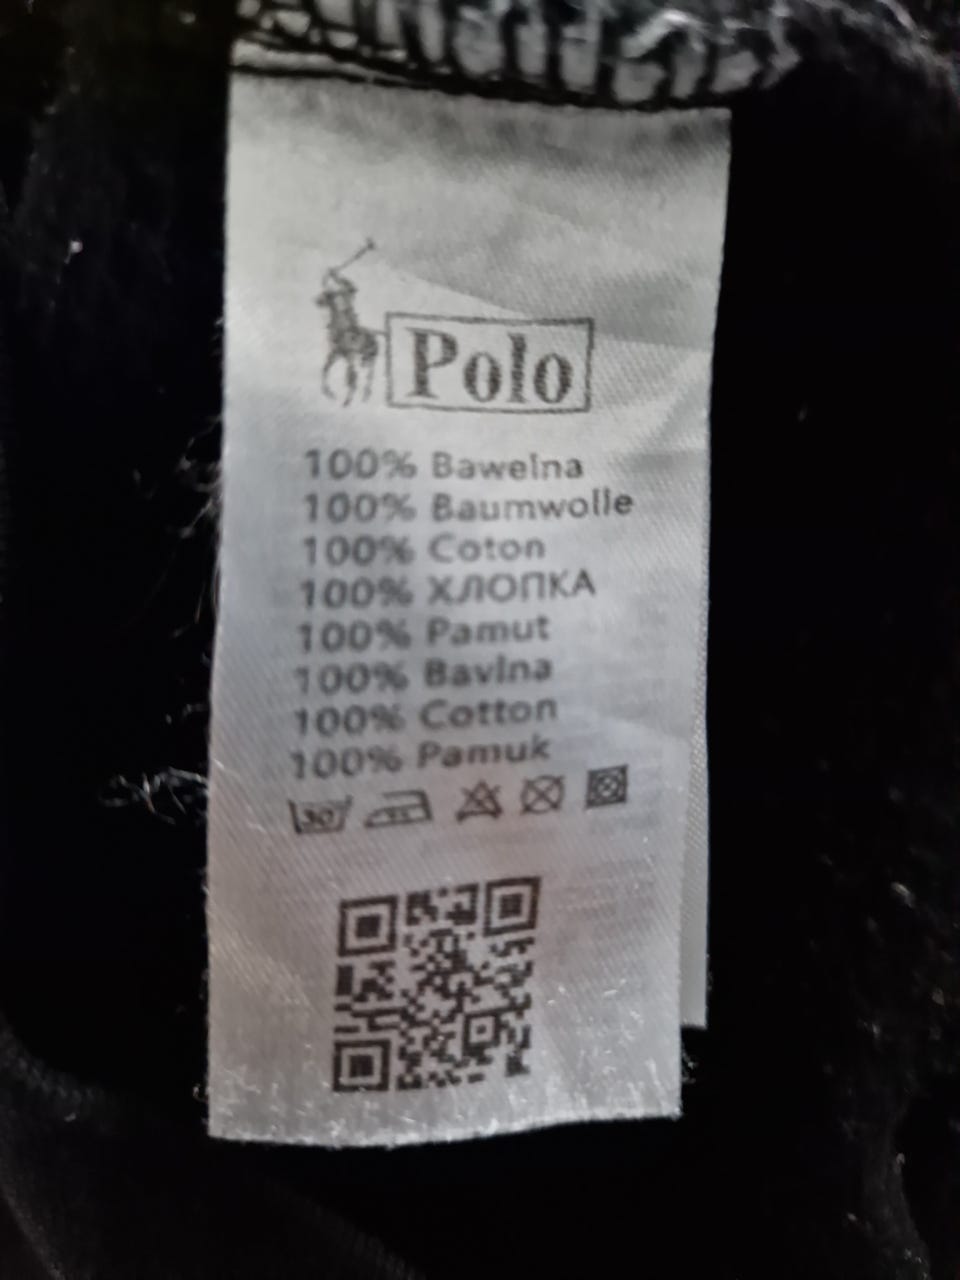 Polo
100% Bawelna
100% Baumwolle
100% Coton
100% ХЛОПКА
100% Pamut
100% Bavlna
100% Cotton
100% Pamuk
30